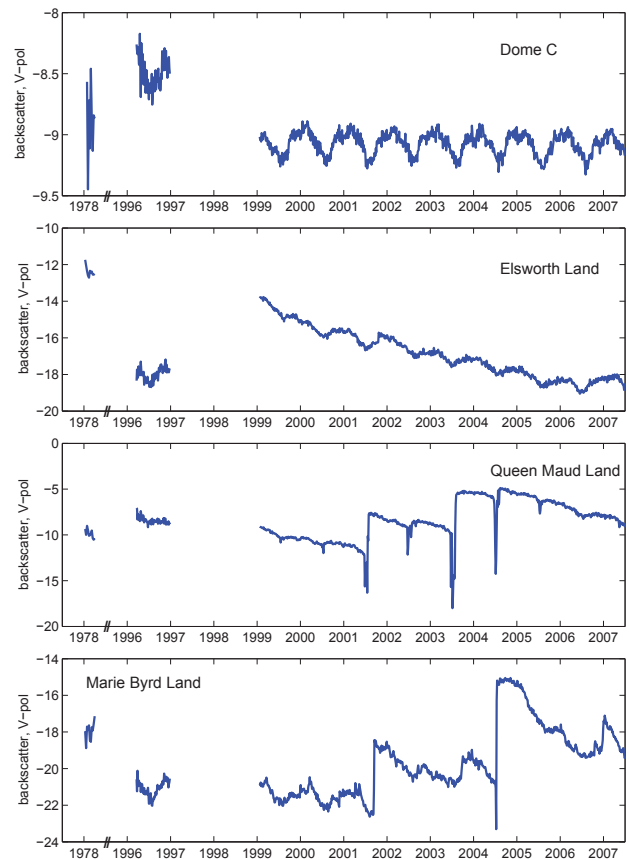 −8
−8.5
−9
−9.5
backscatter, V-pol
Dome C
1978 // 1996 1997 1998 1999 2000 2001 2002 2003 2004 2005 2006 2007
−10
−12
−14
−16
−18
−20
backscatter, V-pol
Elsworth Land
1978 // 1996 1997 1998 1999 2000 2001 2002 2003 2004 2005 2006 2007
0
−5
−10
−15
−20
backscatter, V-pol
Queen Maud Land
1978 // 1996 1997 1998 1999 2000 2001 2002 2003 2004 2005 2006 2007
−14
−16
−18
−20
−22
−24
backscatter, V-pol
Marie Byrd Land
1978 // 1996 1997 1998 1999 2000 2001 2002 2003 2004 2005 2006 2007